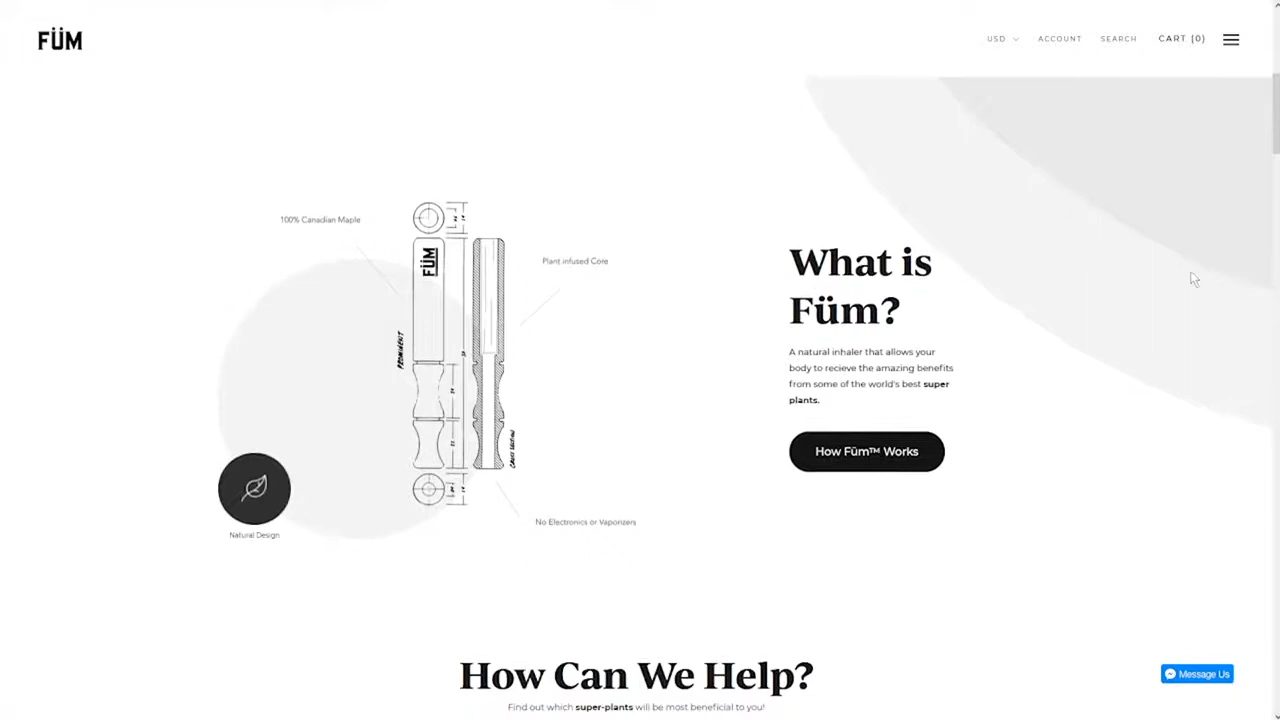 FÜM
USD
ACCOUNT
SEARCH
CART [0]
100% Canadian Maple
Plant infused Core
FÜM
PROMINENT
CROSS SECTION
No Electronics or Vaporizers
Natural Design
What is
Füm?
A natural inhaler that allows your
body to recieve the amazing benefits
from some of the world's best super
plants.
How Füm™ Works
How Can We Help?
Find out which super-plants will be most beneficial to you!
Message Us